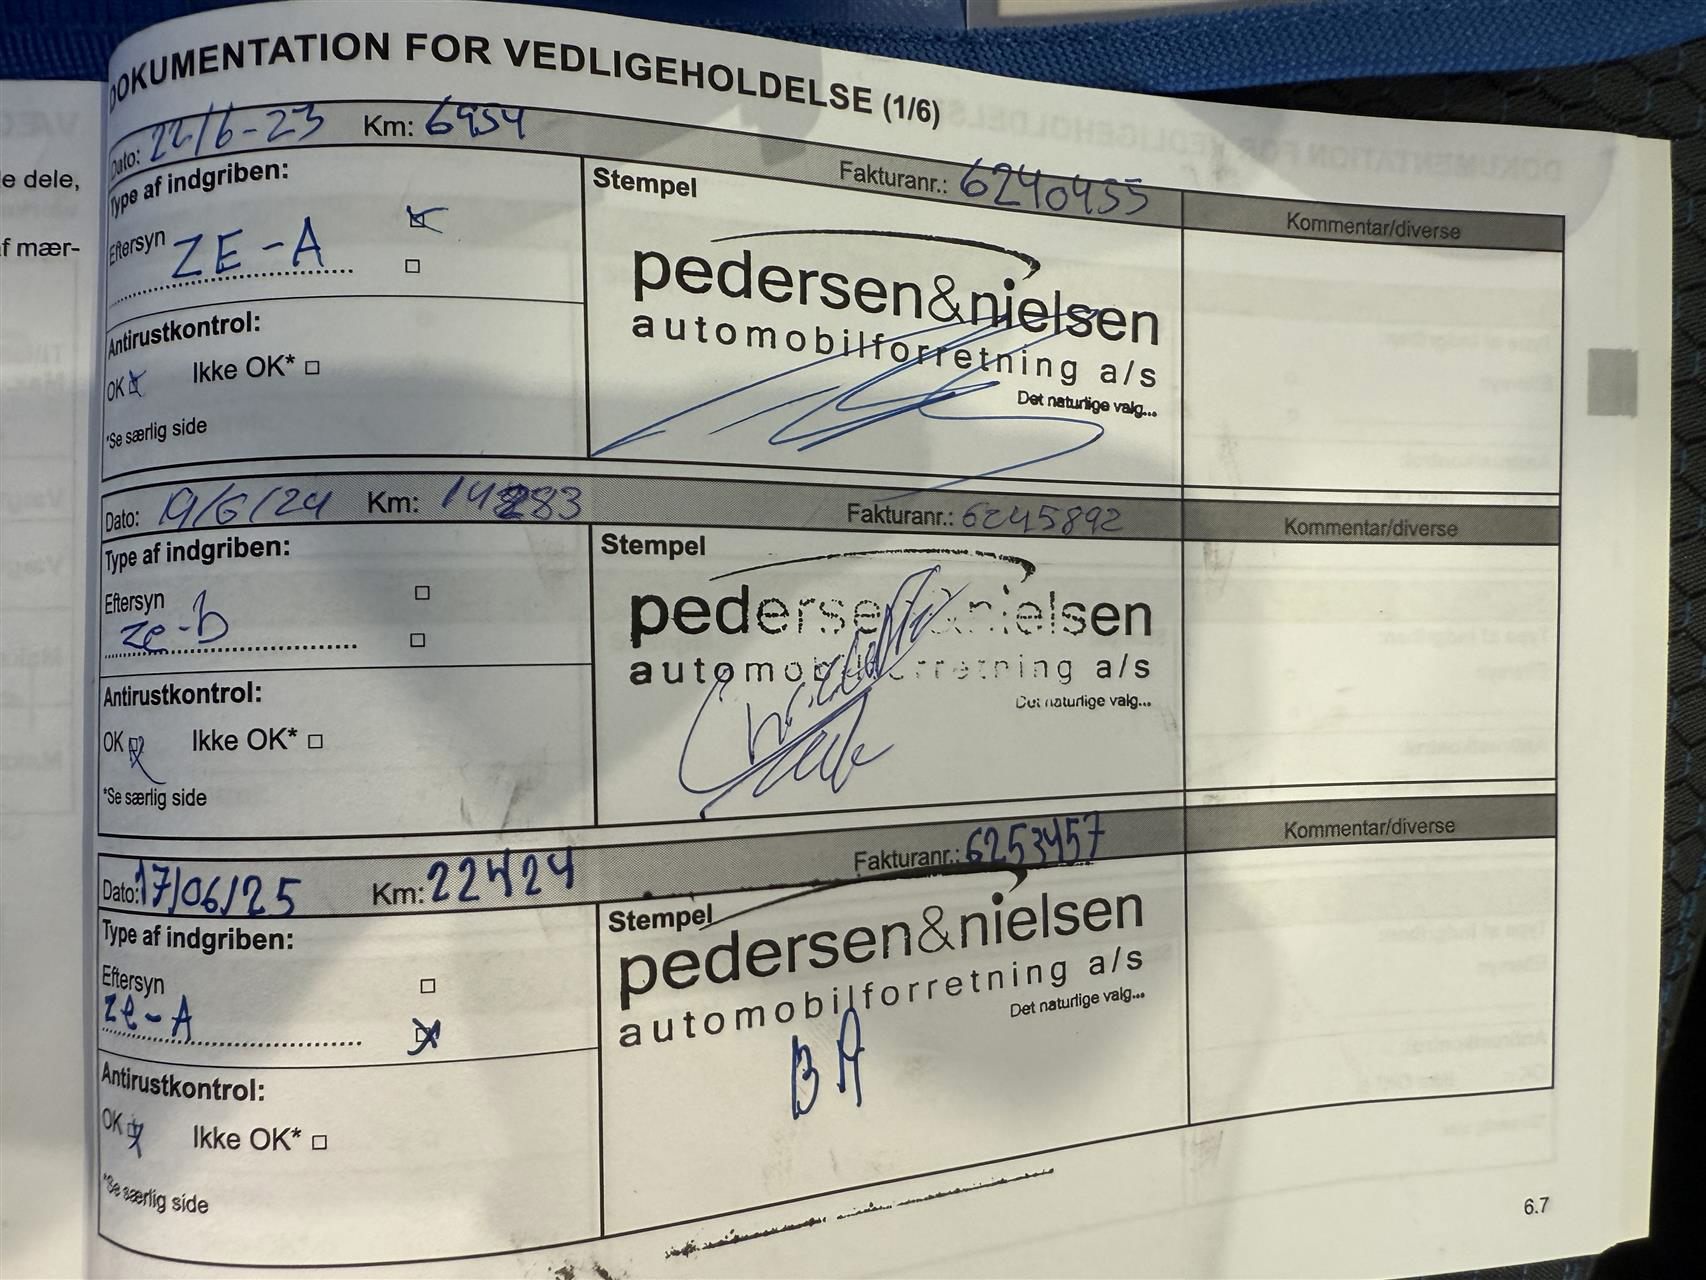 e dele,
f mær-
DOKUMENTATION FOR VEDLIGEHOLDELSE (1/6)
Dato: 22/6-23 Km: 6954 Fakturanr.: 6240455
Type af indgriben: Stempel Kommentar/diverse
Eftersyn ZE-A
pedersen&nielsen
automobilforretning a/s
Det naturlige valg...
Antirustkontrol:
OK Ikke OK*
*Se særlig side
Dato: 19/6/24 Km: 14283 Fakturanr.: 6245892
Type af indgriben: Stempel Kommentar/diverse
Eftersyn
ze-b
pedersen&nielsen
automobilforretning a/s
Det naturlige valg...
Antirustkontrol:
OK Ikke OK*
*Se særlig side
Dato: 17/06/25 Km: 22424 Fakturanr.: 6253457
Type af indgriben: Stempel Kommentar/diverse
Eftersyn
ze-A
pedersen&nielsen
automobilforretning a/s
Det naturlige valg...
BA
Antirustkontrol:
OK Ikke OK*
*Se særlig side
6.7